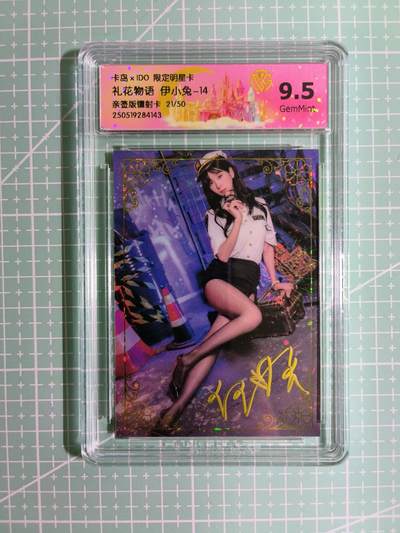 卡鸟 x IDO 限定明星卡
礼花物语 伊小兔-14
亲签版镭射卡 21/50
250519284143
9.5
GemMint